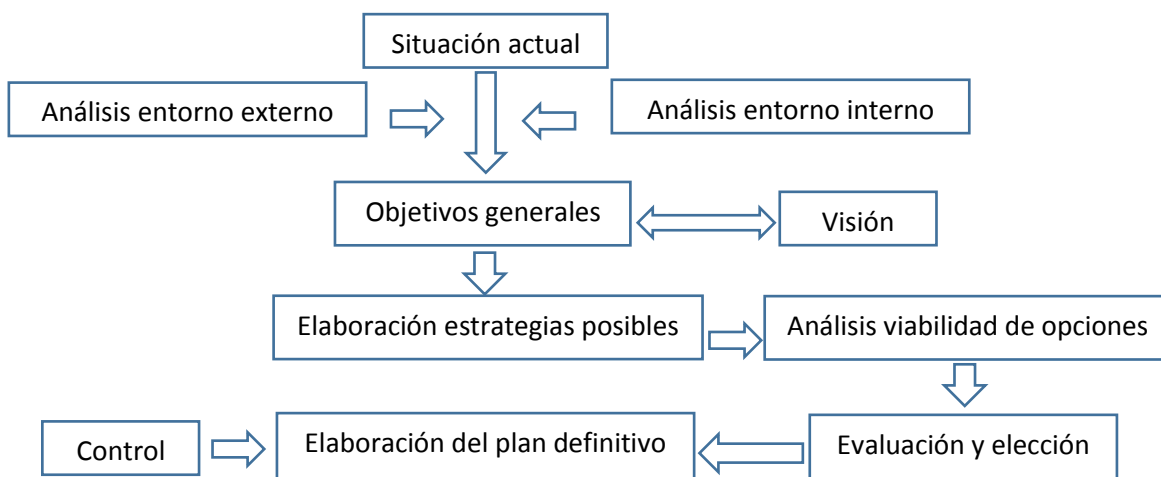 Situación actual
Análisis entorno externo
Análisis entorno interno
Objetivos generales
Visión
Elaboración estrategias posibles
Análisis viabilidad de opciones
Control
Elaboración del plan definitivo
Evaluación y elección